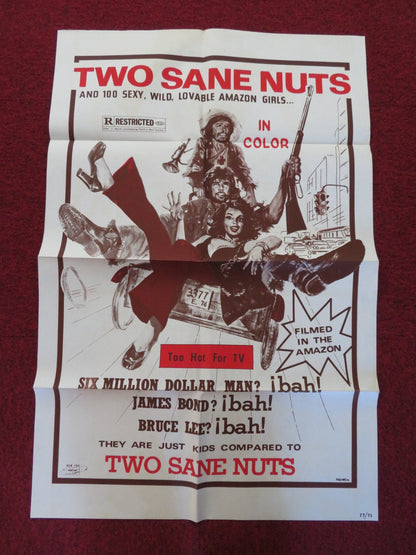 TWO SANE NUTS
AND 100 SEXY, WILD, LOVABLE AMAZON GIRLS...
R RESTRICTED
IN
COLOR
3377
E. 76
Too Hot For TV
FILMED
IN THE
AMAZON
SIX MILLION DOLLAR MAN? ¡bah!
JAMES BOND? ¡bah!
BRUCE LEE? ¡bah!
THEY ARE JUST KIDS COMPARED TO
TWO SANE NUTS